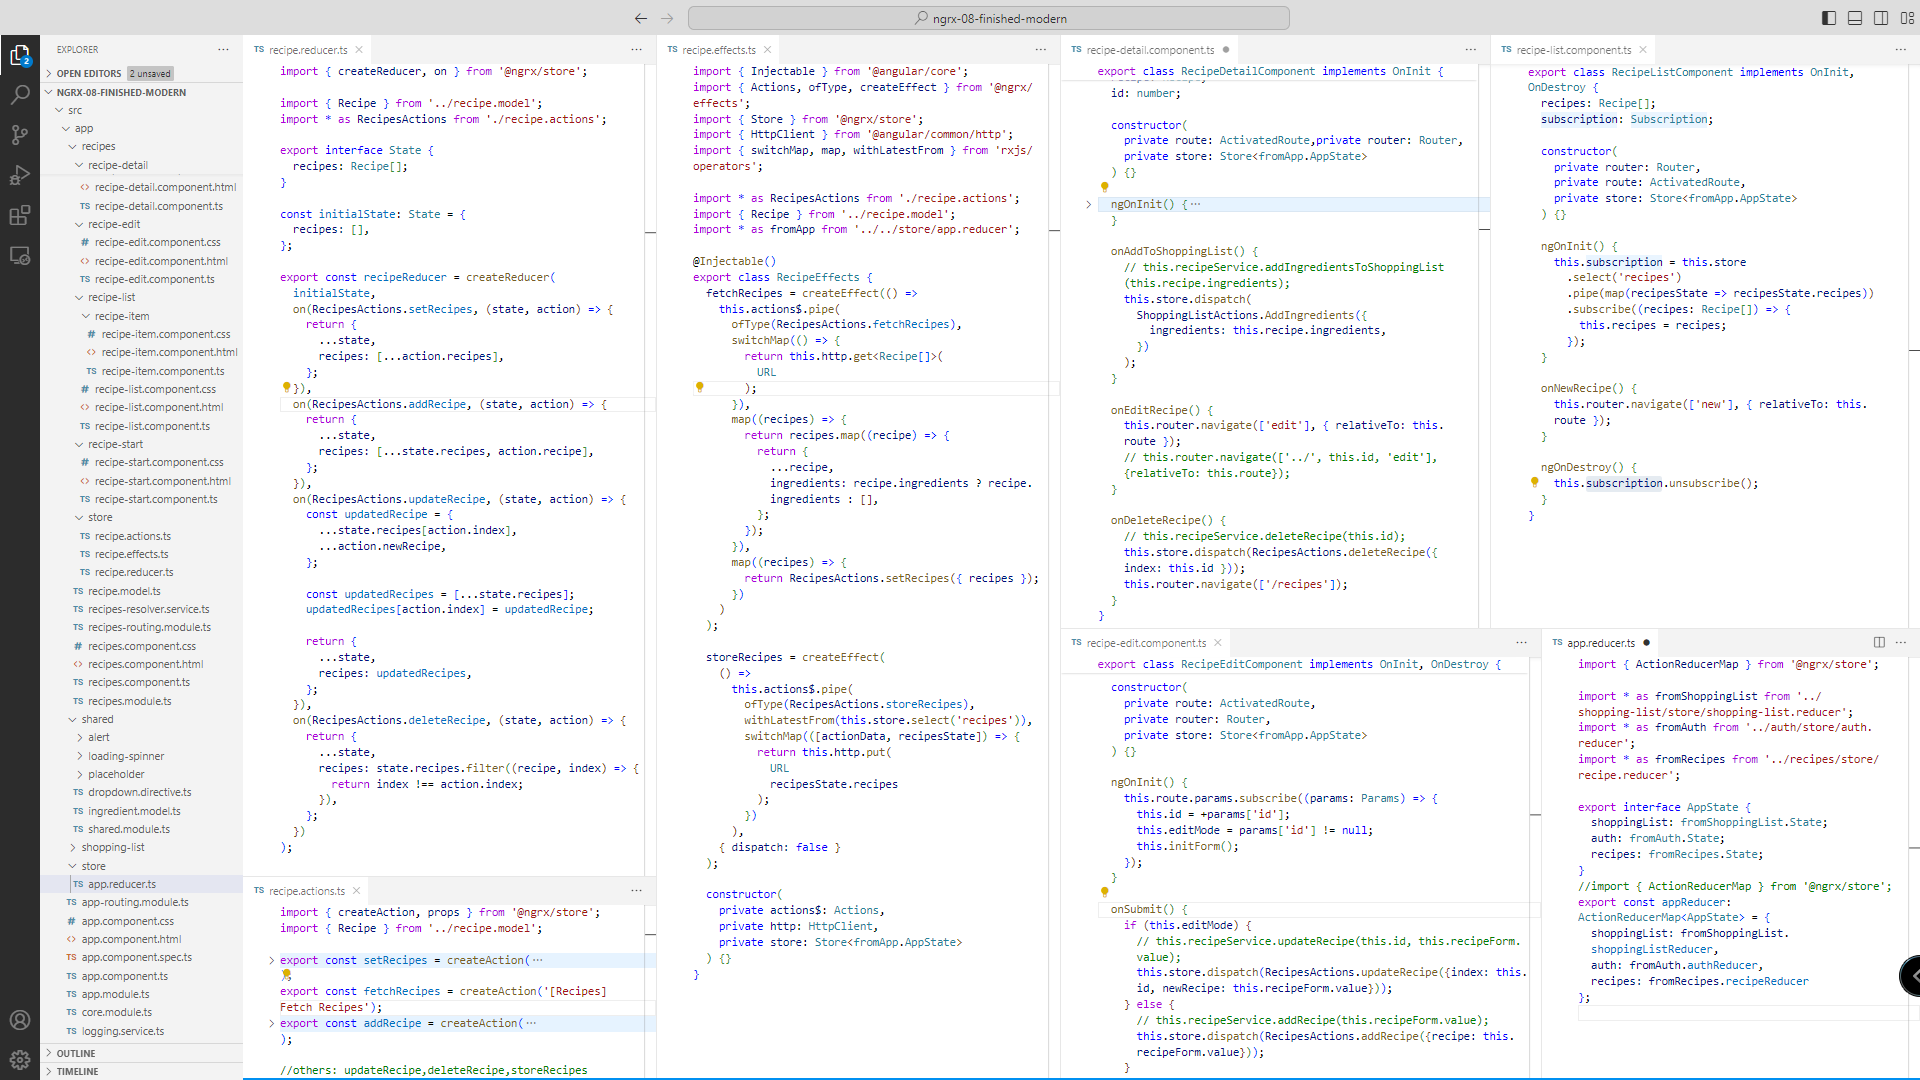 ngrx-08-finished-modern
EXPLORER
OPEN EDITORS 2 unsaved
NGRX-08-FINISHED-MODERN
src
app
recipes
recipe-detail
recipe-detail.component.html
TS recipe-detail.component.ts
recipe-edit
# recipe-edit.component.css
<> recipe-edit.component.html
TS recipe-edit.component.ts
recipe-list
recipe-item
# recipe-item.component.css
<> recipe-item.component.html
TS recipe-item.component.ts
# recipe-list.component.css
<> recipe-list.component.html
TS recipe-list.component.ts
recipe-start
# recipe-start.component.css
<> recipe-start.component.html
TS recipe-start.component.ts
store
TS recipe.actions.ts
TS recipe.effects.ts
TS recipe.reducer.ts
TS recipe.model.ts
TS recipes-resolver.service.ts
TS recipes-routing.module.ts
# recipes.component.css
<> recipes.component.html
TS recipes.component.ts
TS recipes.module.ts
shared
alert
loading-spinner
placeholder
TS dropdown.directive.ts
TS ingredient.model.ts
TS shared.module.ts
shopping-list
store
TS app.reducer.ts
TS app-routing.module.ts
# app.component.css
<> app.component.html
TS app.component.spec.ts
TS app.component.ts
TS app.module.ts
TS core.module.ts
TS logging.service.ts
OUTLINE
TIMELINE
2
TS recipe.reducer.ts
import { createReducer, on } from '@ngrx/store';
import { Recipe } from '../recipe.model';
import * as RecipesActions from './recipe.actions';
export interface State {
recipes: Recipe[];
}
const initialState: State = {
recipes: [],
};
export const recipeReducer = createReducer(
initialState,
on(RecipesActions.setRecipes, (state, action) => {
return {
...state,
recipes: [...action.recipes],
};
}),
on(RecipesActions.addRecipe, (state, action) => {
return {
...state,
recipes: [...state.recipes, action.recipe],
};
}),
on(RecipesActions.updateRecipe, (state, action) => {
const updatedRecipe = {
...state.recipes[action.index],
...action.newRecipe,
};
const updatedRecipes = [...state.recipes];
updatedRecipes[action.index] = updatedRecipe;
return {
...state,
recipes: updatedRecipes,
};
}),
on(RecipesActions.deleteRecipe, (state, action) => {
return {
...state,
recipes: state.recipes.filter((recipe, index) => {
return index !== action.index;
}),
};
})
);
TS recipe.actions.ts
import { createAction, props } from '@ngrx/store';
import { Recipe } from '../recipe.model';
export const setRecipes = createAction(···
);
export const fetchRecipes = createAction('[Recipes]
Fetch Recipes');
export const addRecipe = createAction(···
);
//others: updateRecipe,deleteRecipe,storeRecipes
TS recipe.effects.ts
import { Injectable } from '@angular/core';
import { Actions, ofType, createEffect } from '@ngrx/
effects';
import { Store } from '@ngrx/store';
import { HttpClient } from '@angular/common/http';
import { switchMap, map, withLatestFrom } from 'rxjs/
operators';
import * as RecipesActions from './recipe.actions';
import { Recipe } from '../recipe.model';
import * as fromApp from '../../store/app.reducer';
@Injectable()
export class RecipeEffects {
fetchRecipes = createEffect(() =>
this.actions$.pipe(
ofType(RecipesActions.fetchRecipes),
switchMap(() => {
return this.http.get<Recipe[]>(
URL
);
}),
map((recipes) => {
return recipes.map((recipe) => {
return {
...recipe,
ingredients: recipe.ingredients ? recipe.
ingredients : [],
};
});
}),
map((recipes) => {
return RecipesActions.setRecipes({ recipes });
})
)
);
storeRecipes = createEffect(
() =>
this.actions$.pipe(
ofType(RecipesActions.storeRecipes),
withLatestFrom(this.store.select('recipes')),
switchMap(([actionData, recipesState]) => {
return this.http.put(
URL
recipesState.recipes
);
})
),
{ dispatch: false }
);
constructor(
private actions$: Actions,
private http: HttpClient,
private store: Store<fromApp.AppState>
) {}
}
TS recipe-detail.component.ts
export class RecipeDetailComponent implements OnInit {
id: number;
constructor(
private route: ActivatedRoute,private router: Router,
private store: Store<fromApp.AppState>
) {}
ngOnInit() {···
}
onAddToShoppingList() {
// this.recipeService.addIngredientsToShoppingList
(this.recipe.ingredients);
this.store.dispatch(
ShoppingListActions.AddIngredients({
ingredients: this.recipe.ingredients,
})
);
}
onEditRecipe() {
this.router.navigate(['edit'], { relativeTo: this.
route });
// this.router.navigate(['../', this.id, 'edit'],
{relativeTo: this.route});
}
onDeleteRecipe() {
// this.recipeService.deleteRecipe(this.id);
this.store.dispatch(RecipesActions.deleteRecipe({
index: this.id }));
this.router.navigate(['/recipes']);
}
}
TS recipe-list.component.ts
export class RecipeListComponent implements OnInit,
OnDestroy {
recipes: Recipe[];
subscription: Subscription;
constructor(
private router: Router,
private route: ActivatedRoute,
private store: Store<fromApp.AppState>
) {}
ngOnInit() {
this.subscription = this.store
.select('recipes')
.pipe(map(recipesState => recipesState.recipes))
.subscribe((recipes: Recipe[]) => {
this.recipes = recipes;
});
}
onNewRecipe() {
this.router.navigate(['new'], { relativeTo: this.
route });
}
ngOnDestroy() {
this.subscription.unsubscribe();
}
}
TS recipe-edit.component.ts
export class RecipeEditComponent implements OnInit, OnDestroy {
constructor(
private route: ActivatedRoute,
private router: Router,
private store: Store<fromApp.AppState>
) {}
ngOnInit() {
this.route.params.subscribe((params: Params) => {
this.id = +params['id'];
this.editMode = params['id'] != null;
this.initForm();
});
}
onSubmit() {
if (this.editMode) {
// this.recipeService.updateRecipe(this.id, this.recipeForm.
value);
this.store.dispatch(RecipesActions.updateRecipe({index: this.
id, newRecipe: this.recipeForm.value}));
} else {
// this.recipeService.addRecipe(this.recipeForm.value);
this.store.dispatch(RecipesActions.addRecipe({recipe: this.
recipeForm.value}));
}
TS app.reducer.ts
import { ActionReducerMap } from '@ngrx/store';
import * as fromShoppingList from '../
shopping-list/store/shopping-list.reducer';
import * as fromAuth from '../auth/store/auth.
reducer';
import * as fromRecipes from '../recipes/store/
recipe.reducer';
export interface AppState {
shoppingList: fromShoppingList.State;
auth: fromAuth.State;
recipes: fromRecipes.State;
}
//import { ActionReducerMap } from '@ngrx/store';
export const appReducer:
ActionReducerMap<AppState> = {
shoppingList: fromShoppingList.
shoppingListReducer,
auth: fromAuth.authReducer,
recipes: fromRecipes.recipeReducer
};